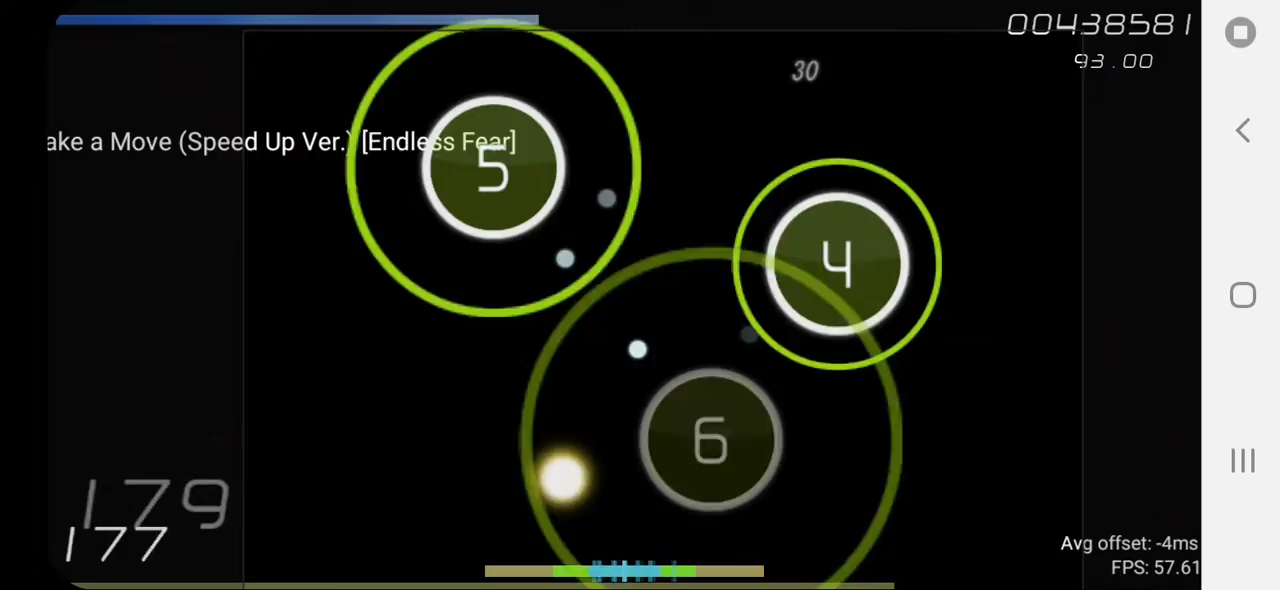 00438581
93.00
30
ake a Move (Speed Up Ver.) [Endless Fear]
5
4
6
179
177
Avg offset: -4ms
FPS: 57.61